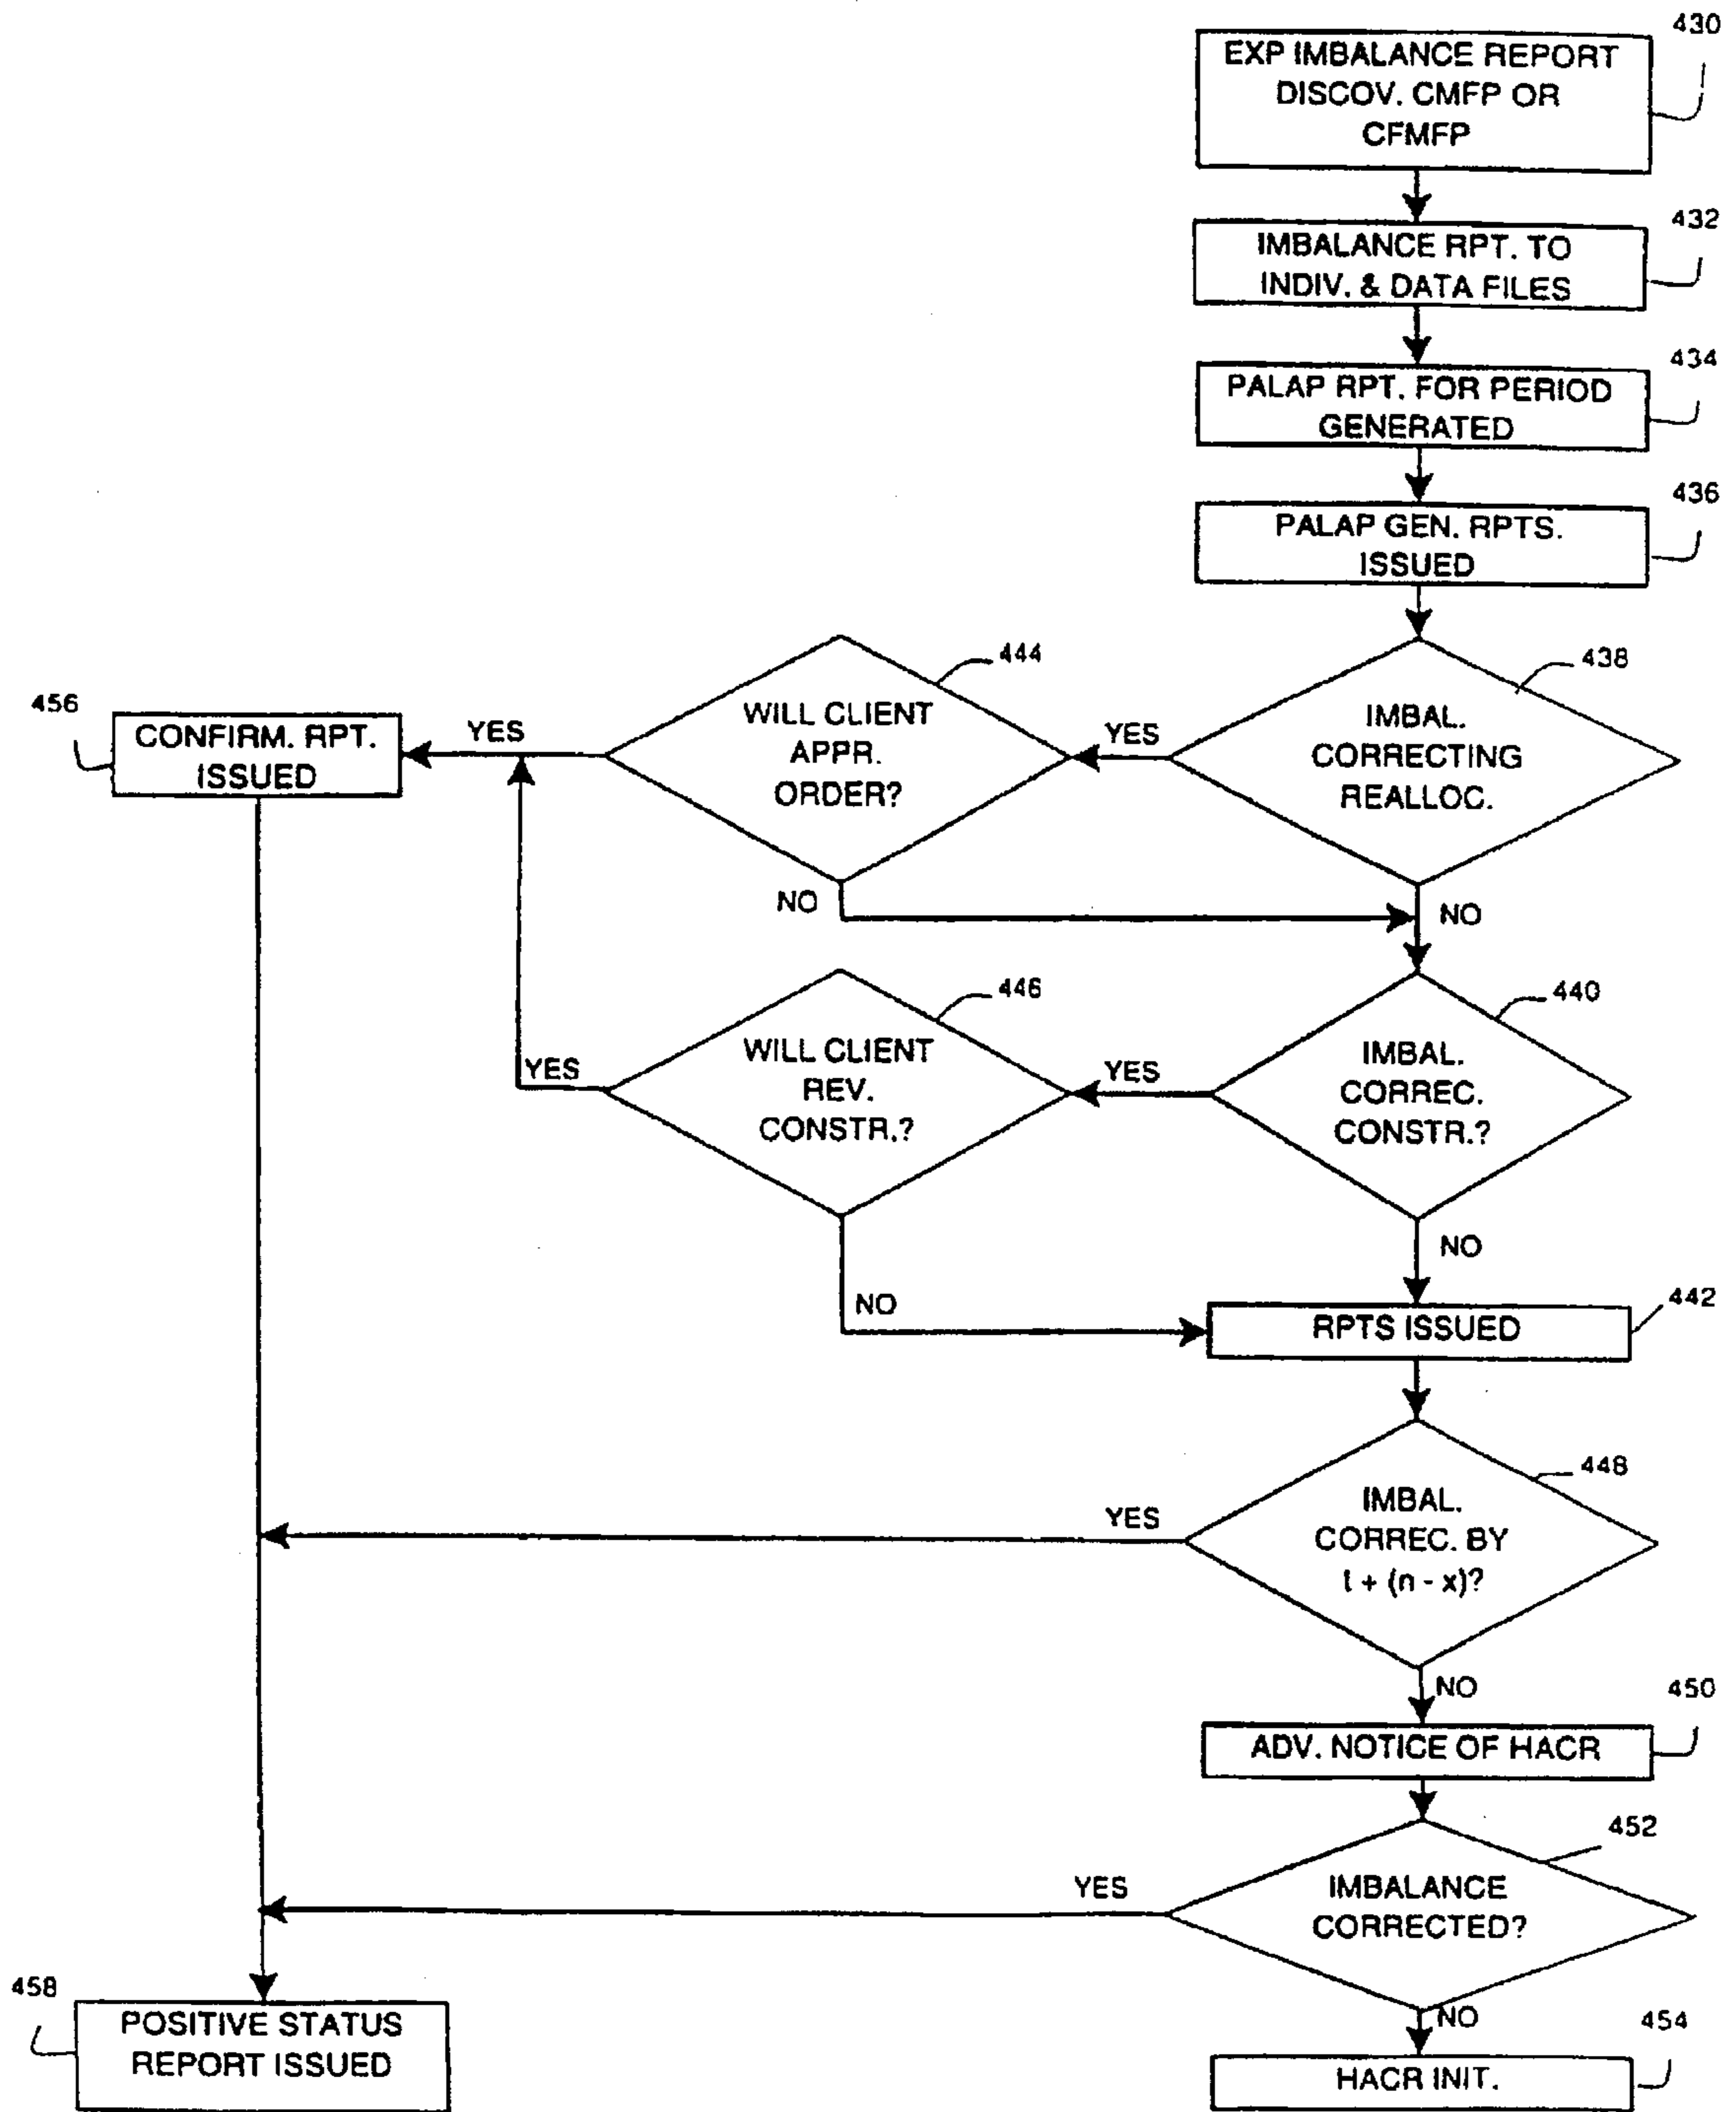 430
EXP IMBALANCE REPORT
DISCOV. CMFP OR
CFMFP
432
IMBALANCE RPT. TO
INDIV. & DATA FILES
434
PALAP RPT. FOR PERIOD
GENERATED
436
PALAP GEN. RPTS.
ISSUED
438
IMBAL.
CORRECTING
REALLOC.
YES
NO
444
WILL CLIENT
APPR.
ORDER?
YES
NO
456
CONFIRM. RPT.
ISSUED
440
IMBAL.
CORREC.
CONSTR.?
YES
NO
446
WILL CLIENT
REV.
CONSTR.?
YES
NO
442
RPTS ISSUED
448
IMBAL.
CORREC. BY
t + (n - x)?
YES
NO
450
ADV. NOTICE OF HACR
452
IMBALANCE
CORRECTED?
YES
NO
458
POSITIVE STATUS
REPORT ISSUED
454
HACR INIT.